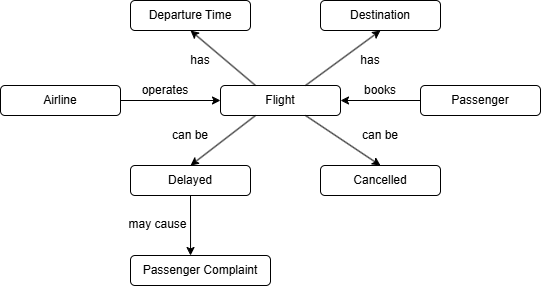 Departure Time
Destination
has
has
Airline
operates
Flight
books
Passenger
can be
can be
Delayed
Cancelled
may cause
Passenger Complaint